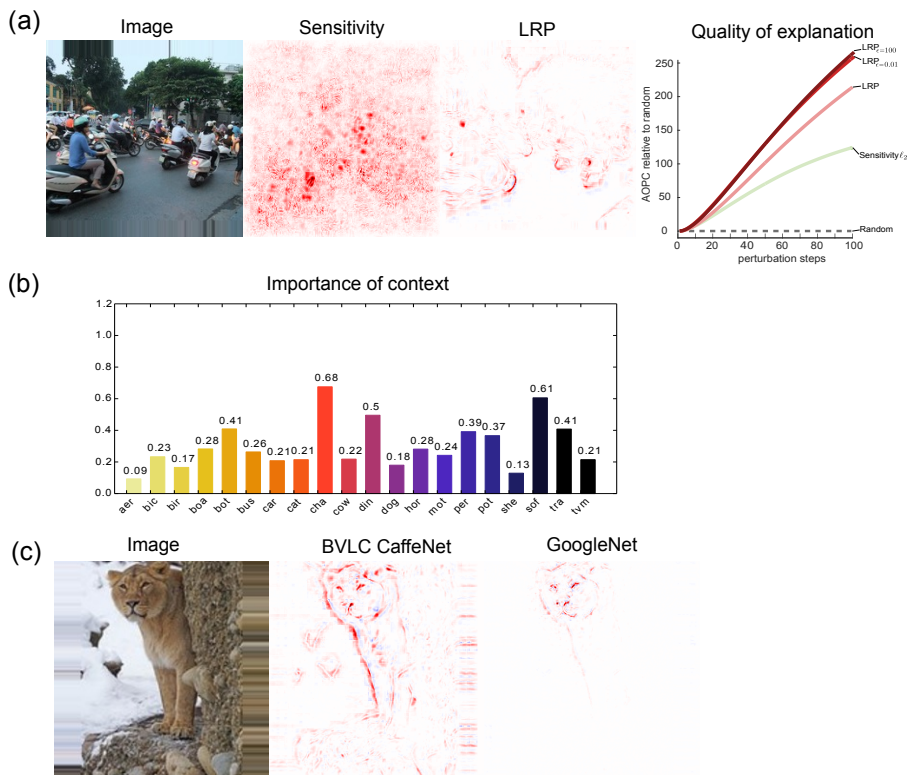 (a)
Image
Sensitivity
LRP
Quality of explanation
AOPC relative to random
250
200
150
100
50
0
0
20
40
60
80
100
perturbation steps
LRPϵ=100
LRPϵ=0.01
LRP
Sensitivity ℓ2
Random
(b)
Importance of context
1.2
1.0
0.8
0.6
0.4
0.2
0.0
0.09
0.23
0.17
0.28
0.41
0.26
0.21
0.21
0.68
0.22
0.5
0.18
0.28
0.24
0.39
0.37
0.13
0.61
0.41
0.21
aer
bic
bir
boa
bot
bus
car
cat
cha
cow
din
dog
hor
mot
per
pot
she
sof
tra
tvm
(c)
Image
BVLC CaffeNet
GoogleNet